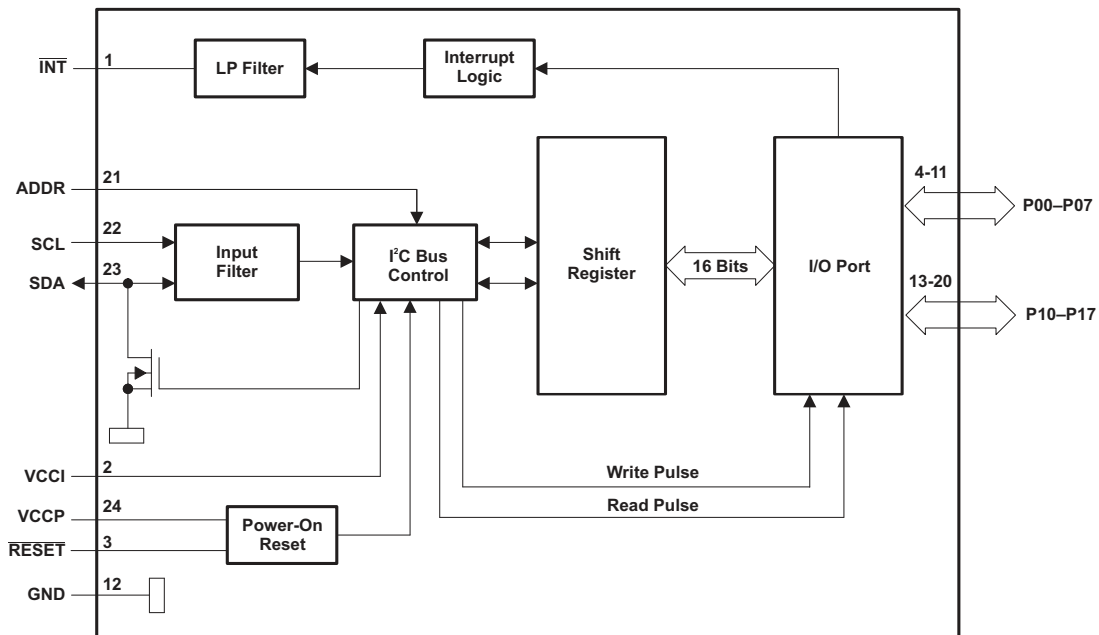 INT
1
LP Filter
Interrupt
Logic
ADDR
21
SCL
22
SDA
23
Input
Filter
I²C Bus
Control
Shift
Register
16 Bits
I/O Port
4-11
P00–P07
13-20
P10–P17
VCCI
2
Write Pulse
Read Pulse
VCCP
24
RESET
3
Power-On
Reset
GND
12